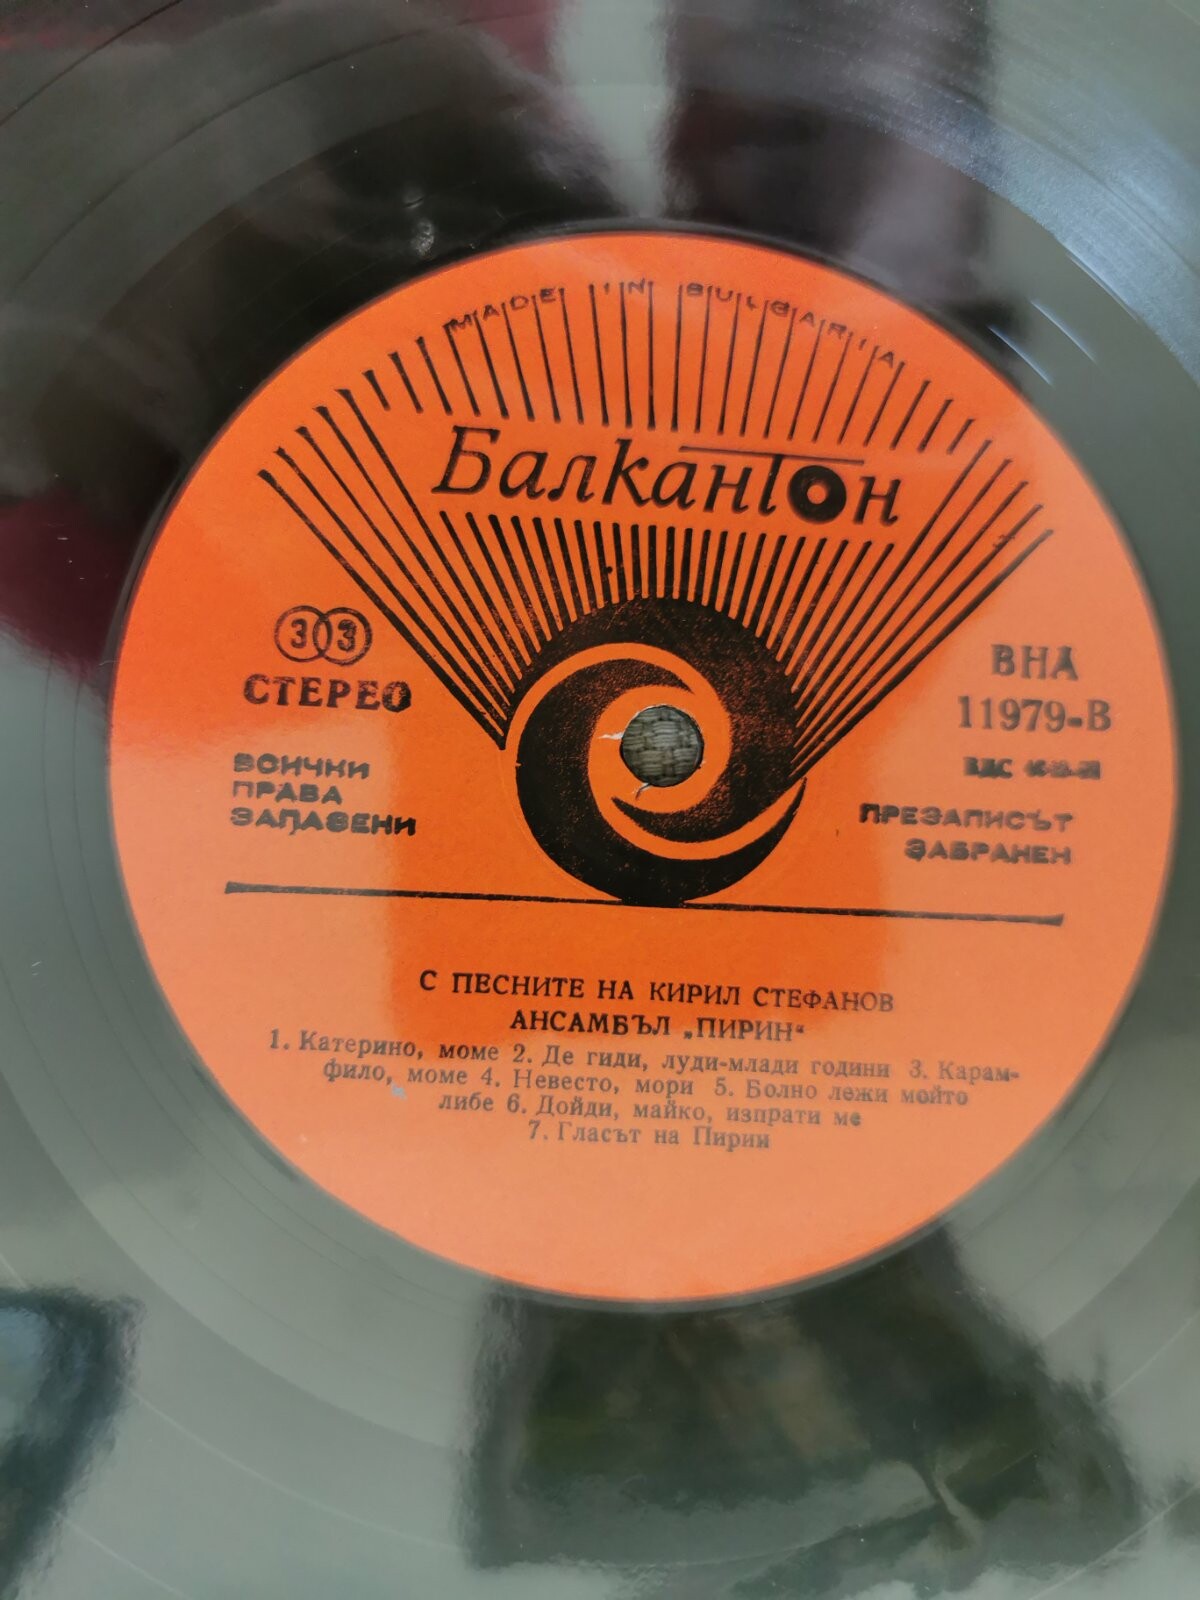 MADE IN BULGARIA
Балкантон
33
СТЕРЕО
ВСИЧКИ
ПРАВА
ЗАПАЗЕНИ
ВНА
11979-В
ПРЕЗАПИСЪТ
ЗАБРАНЕН
С ПЕСНИТЕ НА КИРИЛ СТЕФАНОВ
АНСАМБЪЛ „ПИРИН“
1. Катерино, моме 2. Де гиди, луди-млади години 3. Карам-
фило, моме 4. Невесто, мори 5. Болно лежи мойто
либе 6. Дойди, майко, изпрати ме
7. Гласът на Пирин